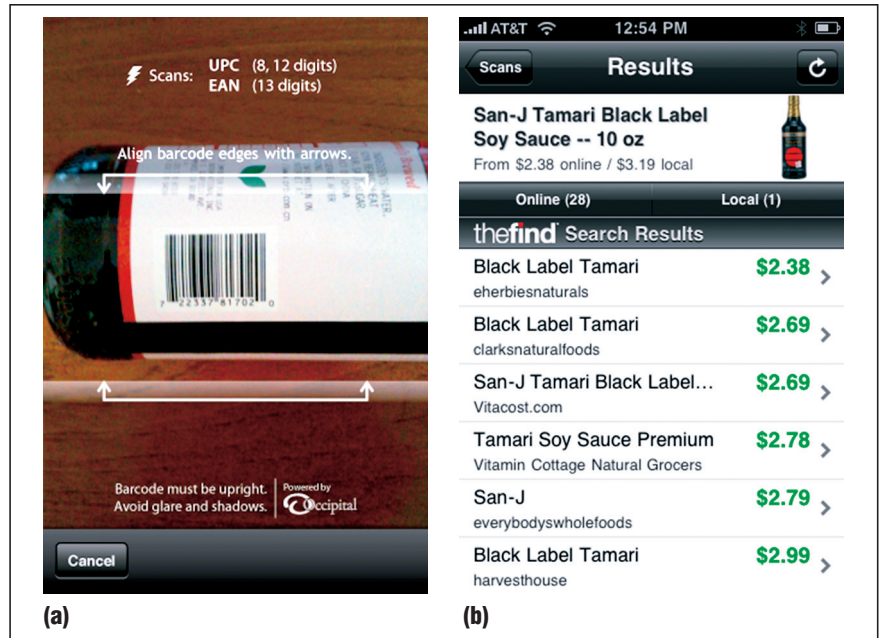 Scans: UPC (8, 12 digits)
EAN (13 digits)
Align barcode edges with arrows.
7 22337 81702 0
Barcode must be upright.
Avoid glare and shadows.
Powered by
Occipital
Cancel
(a)
AT&T 12:54 PM
Scans Results
San-J Tamari Black Label
Soy Sauce -- 10 oz
From $2.38 online / $3.19 local
Online (28) Local (1)
thefind Search Results
Black Label Tamari $2.38
eherbiesnaturals
Black Label Tamari $2.69
clarksnaturalfoods
San-J Tamari Black Label... $2.69
Vitacost.com
Tamari Soy Sauce Premium $2.78
Vitamin Cottage Natural Grocers
San-J $2.79
everybodyswholefoods
Black Label Tamari $2.99
harvesthouse
(b)